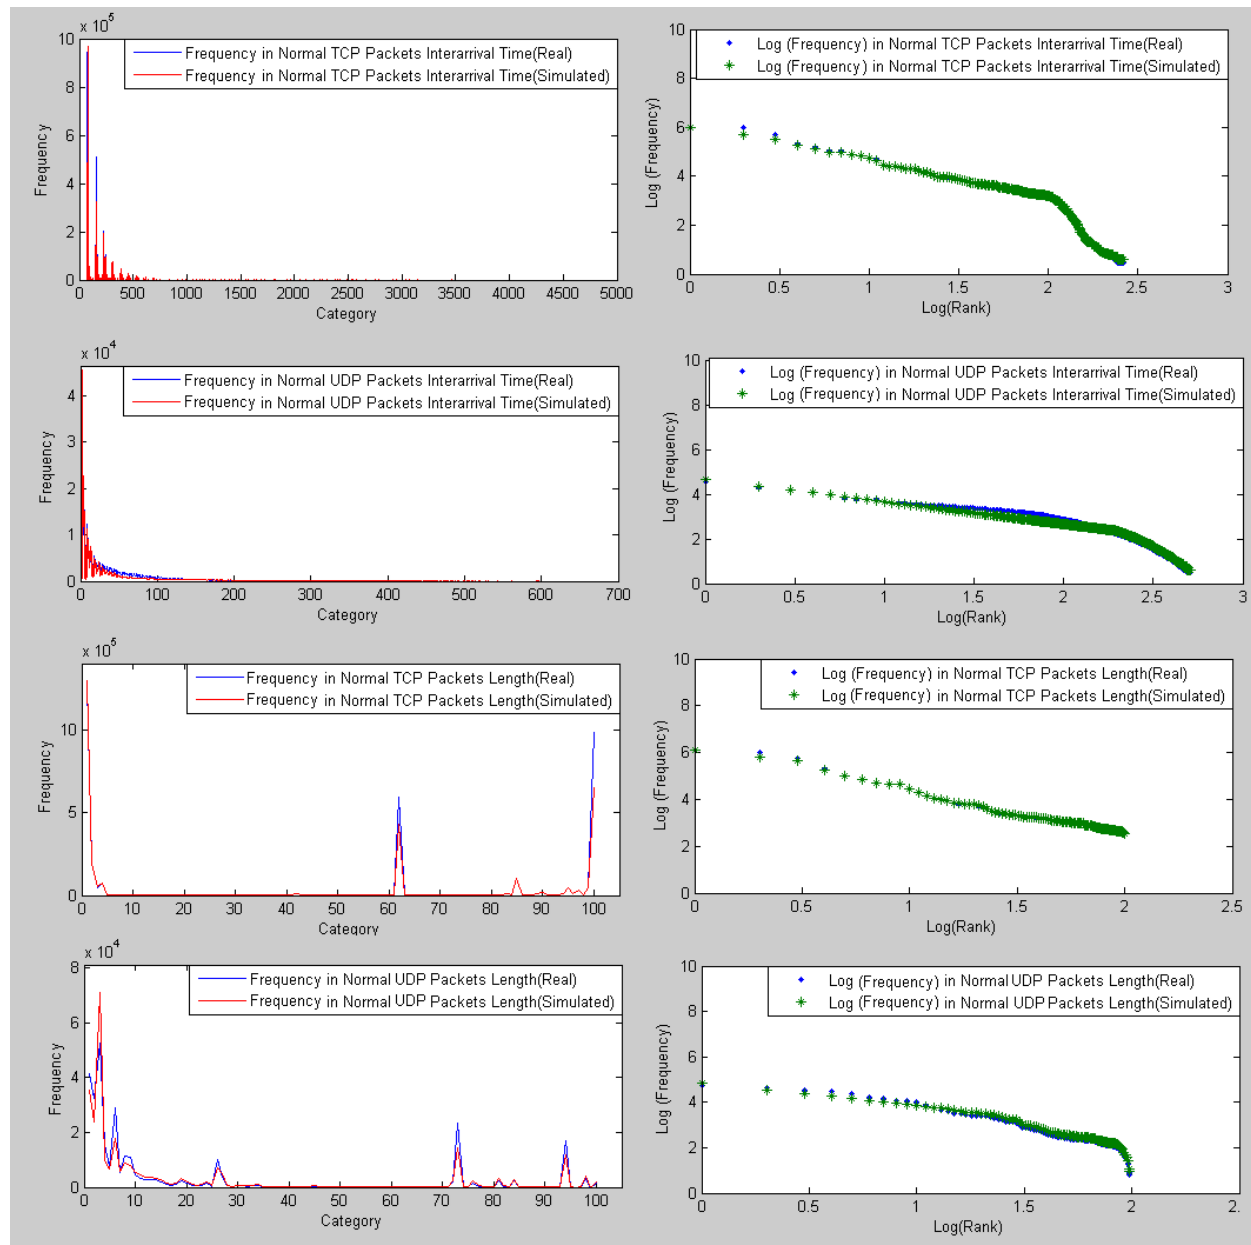 x 10^5
10
8
6
4
2
0
Frequency
Frequency in Normal TCP Packets Interarrival Time(Real)
Frequency in Normal TCP Packets Interarrival Time(Simulated)
0 500 1000 1500 2000 2500 3000 3500 4000 4500 5000
Category
10
8
6
4
2
0
Log (Frequency)
Log (Frequency) in Normal TCP Packets Interarrival Time(Real)
Log (Frequency) in Normal TCP Packets Interarrival Time(Simulated)
0 0.5 1 1.5 2 2.5 3
Log(Rank)
x 10^4
4
3
2
1
0
Frequency
Frequency in Normal UDP Packets Interarrival Time(Real)
Frequency in Normal UDP Packets Interarrival Time(Simulated)
0 100 200 300 400 500 600 700
Category
10
8
6
4
2
0
Log (Frequency)
Log (Frequency) in Normal UDP Packets Interarrival Time(Real)
Log (Frequency) in Normal UDP Packets Interarrival Time(Simulated)
0 0.5 1 1.5 2 2.5 3
Log(Rank)
x 10^5
10
5
0
Frequency
Frequency in Normal TCP Packets Length(Real)
Frequency in Normal TCP Packets Length(Simulated)
0 10 20 30 40 50 60 70 80 90 100
Category
10
8
6
4
2
0
Log (Frequency)
Log (Frequency) in Normal TCP Packets Length(Real)
Log (Frequency) in Normal TCP Packets Length(Simulated)
0 0.5 1 1.5 2 2.5
Log(Rank)
x 10^4
8
6
4
2
0
Frequency
Frequency in Normal UDP Packets Length(Real)
Frequency in Normal UDP Packets Length(Simulated)
0 10 20 30 40 50 60 70 80 90 100
Category
10
8
6
4
2
0
Log (Frequency)
Log (Frequency) in Normal UDP Packets Length(Real)
Log (Frequency) in Normal UDP Packets Length(Simulated)
0 0.5 1 1.5 2 2.
Log(Rank)